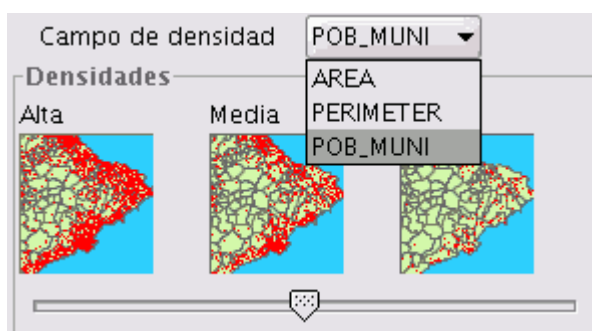 Campo de densidad POB_MUNI
AREA
PERIMETER
POB_MUNI
Densidades
Alta
Media